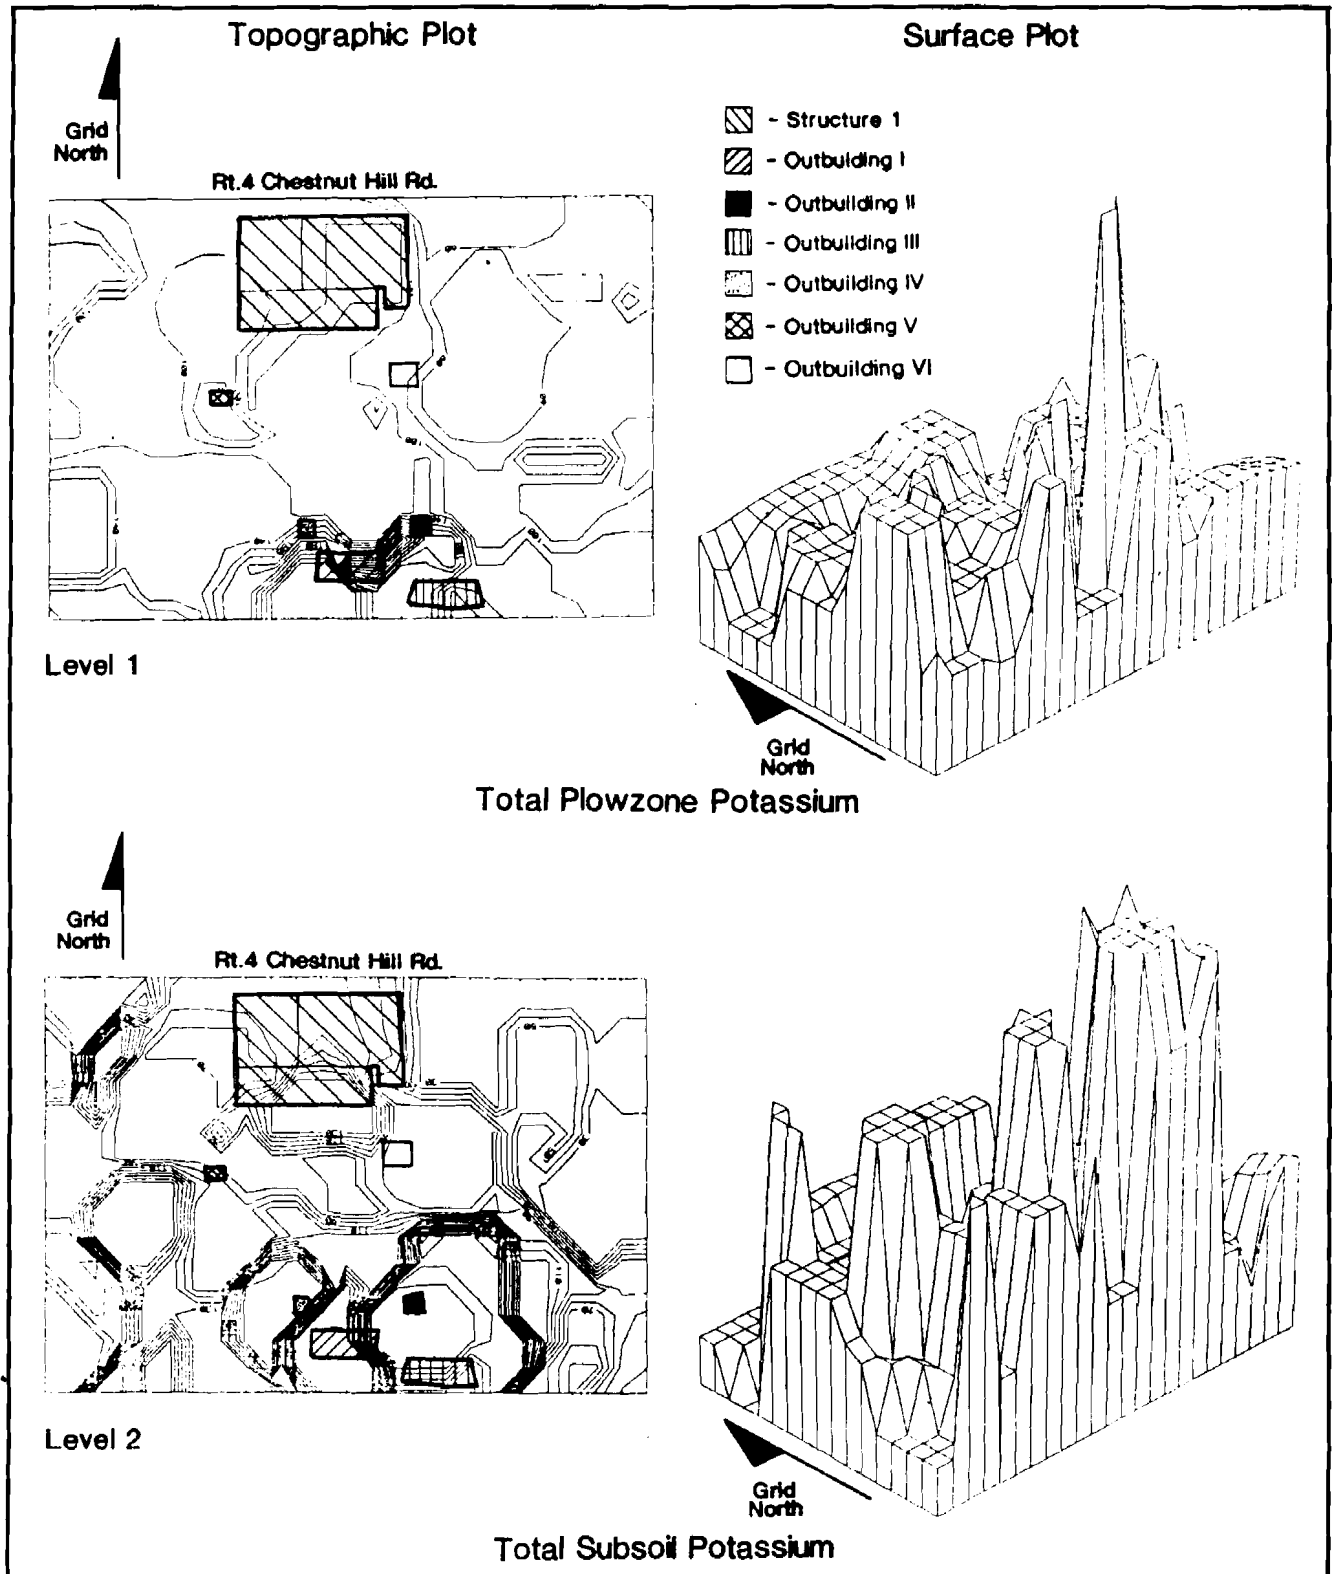 Topographic Plot
Surface Plot
Grid
North
Rt.4 Chestnut Hill Rd.
- Structure 1
- Outbulding I
- Outbuilding II
- Outbuilding III
- Outbuilding IV
- Outbuilding V
- Outbuilding VI
Level 1
Grid
North
Total Plowzone Potassium
Grid
North
Rt.4 Chestnut Hill Rd.
Level 2
Grid
North
Total Subsoil Potassium